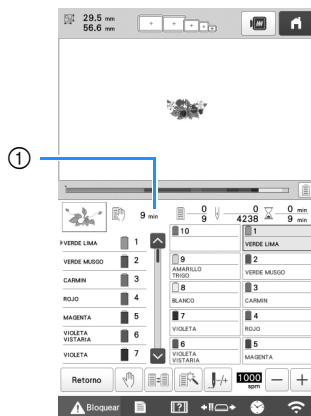 29.5 mm
56.6 mm
1
9 min
0
9
0
4238
0 min
9 min
VERDE LIMA 1
VERDE MUSGO 2
CARMIN 3
ROJO 4
MAGENTA 5
VIOLETA VISTARIA 6
VIOLETA 7
10
1
VERDE LIMA
9
AMARILLO TRIGO
2
VERDE MUSGO
8
BLANCO
3
CARMIN
7
VIOLETA
4
ROJO
6
VIOLETA VISTARIA
5
MAGENTA
Retorno
1000 spm
Bloquear